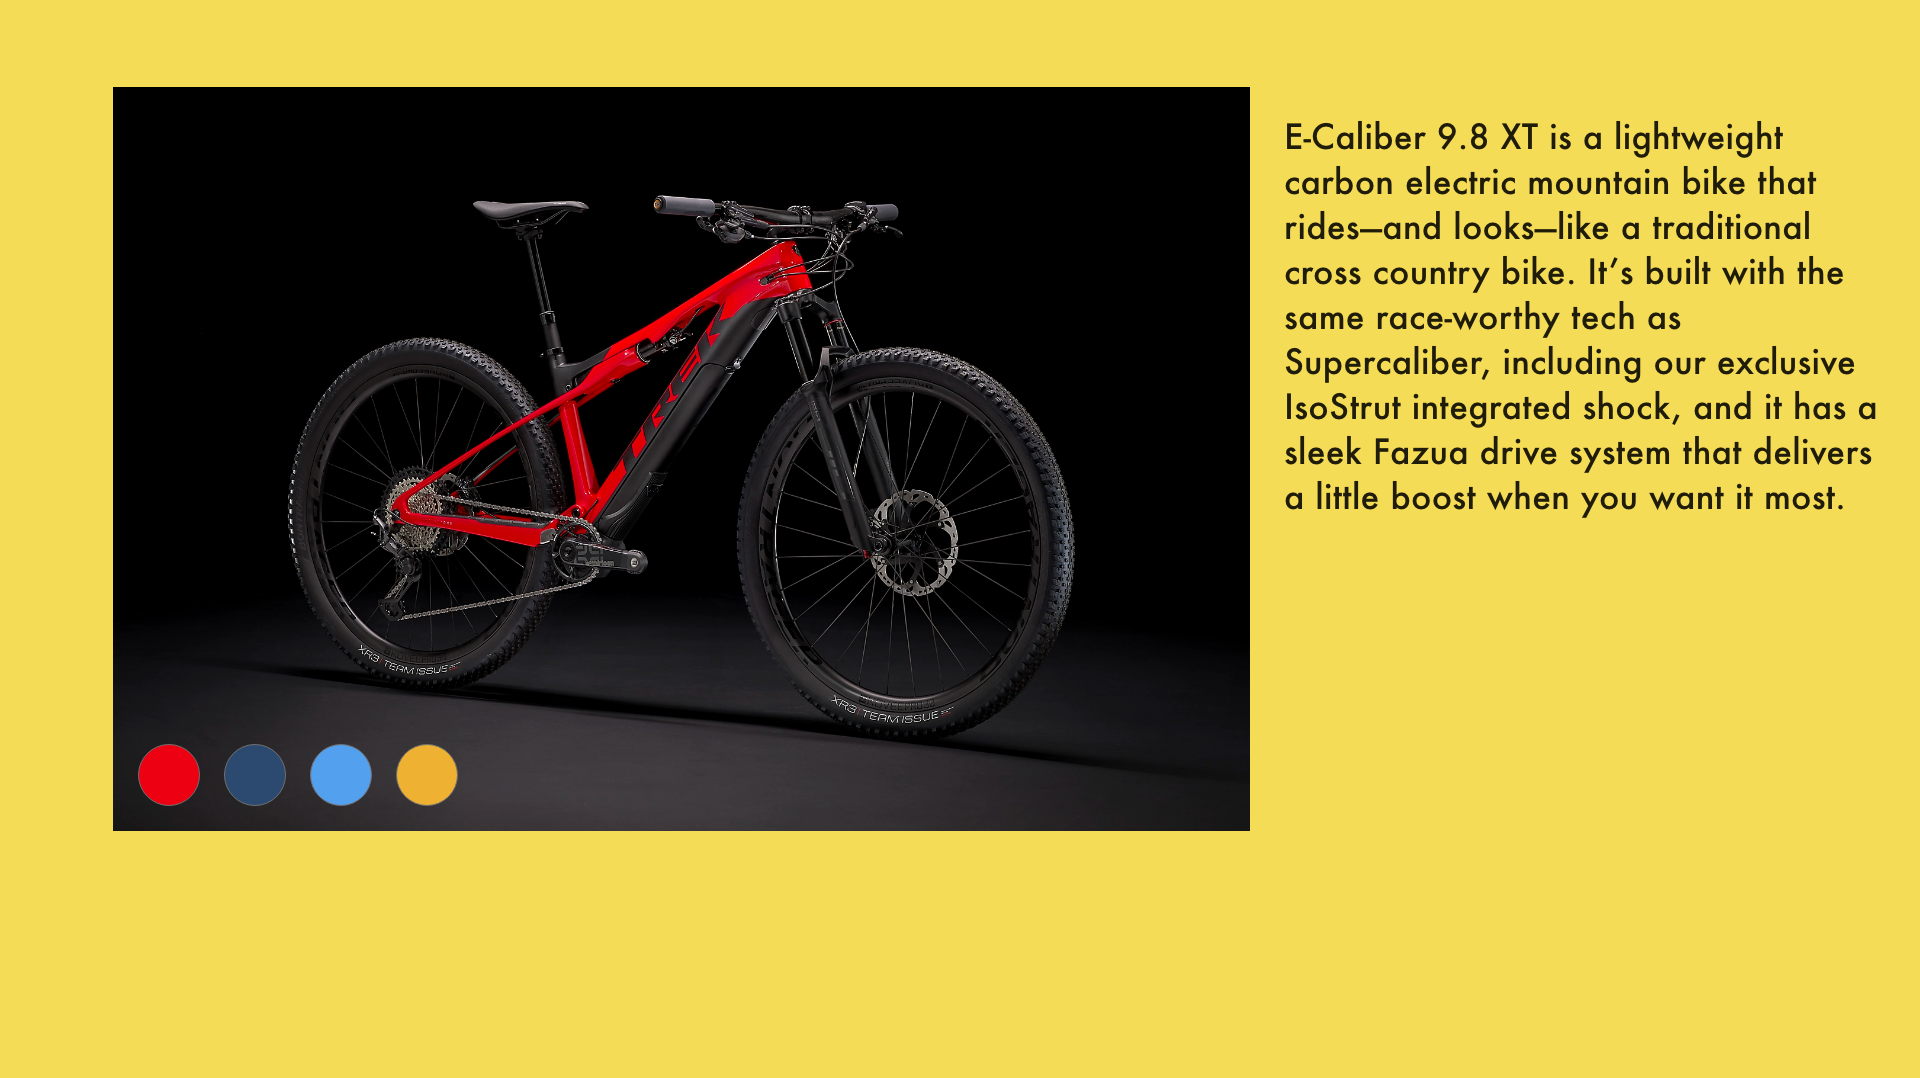 E-Caliber 9.8 XT is a lightweight
carbon electric mountain bike that
rides—and looks—like a traditional
cross country bike. It’s built with the
same race-worthy tech as
Supercaliber, including our exclusive
IsoStrut integrated shock, and it has a
sleek Fazua drive system that delivers
a little boost when you want it most.
TREK
XR3 TEAM ISSUE
XR3 TEAM ISSUE